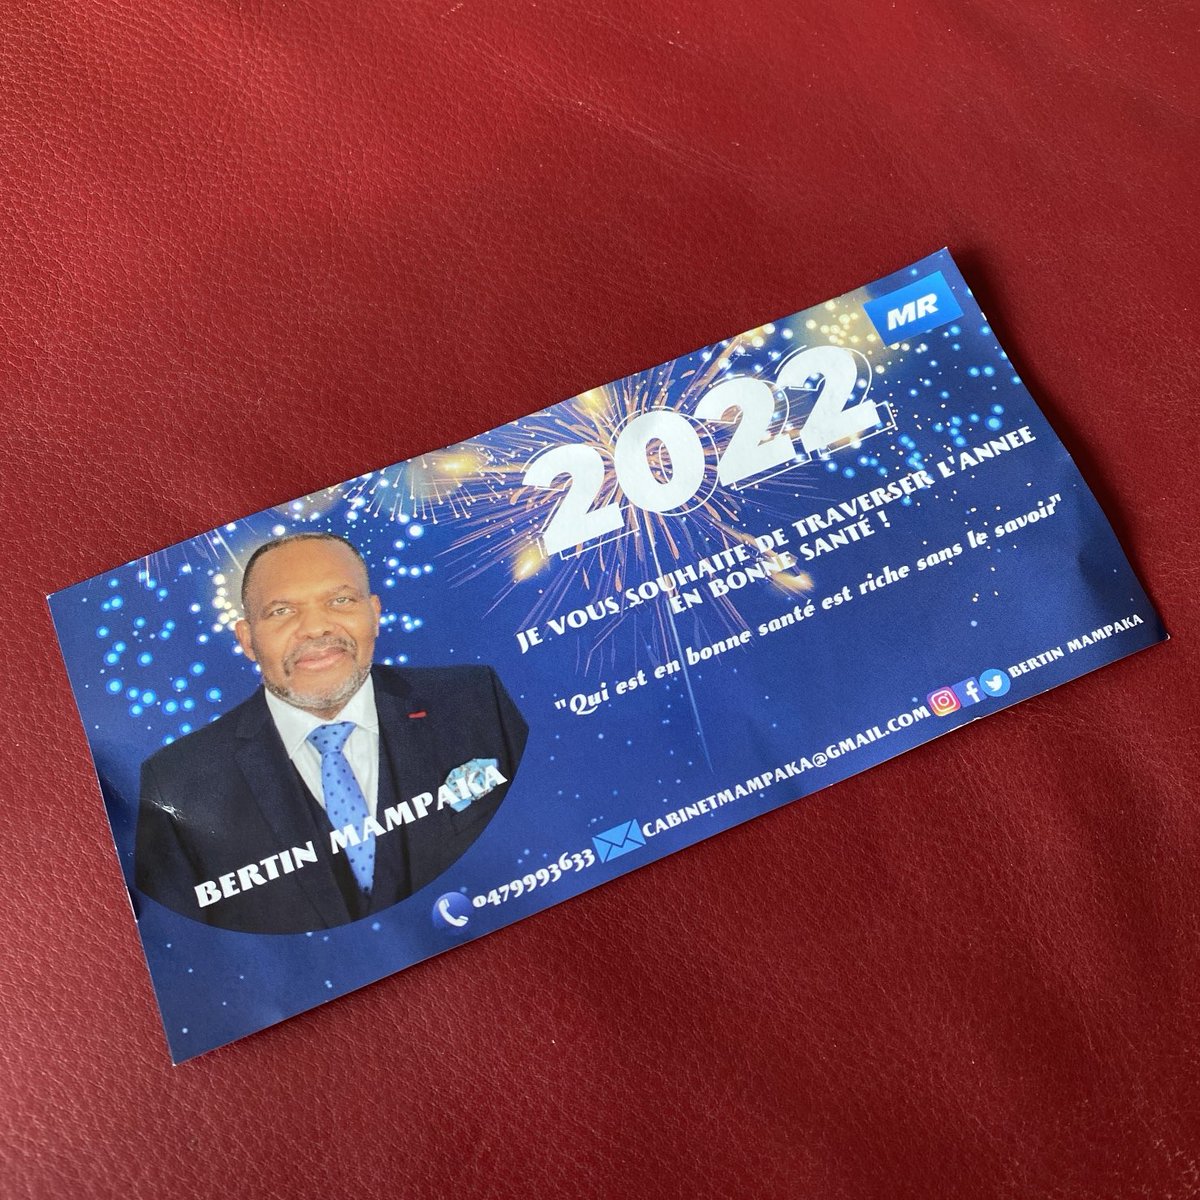 MR
2022
JE VOUS SOUHAITE DE TRAVERSER L'ANNEE
EN BONNE SANTÉ !
"Qui est en bonne santé est riche sans le savoir"
BERTIN MAMPAKA
0479993633 CABINETMAMPAKA@GMAIL.COM f BERTIN MAMPAKA